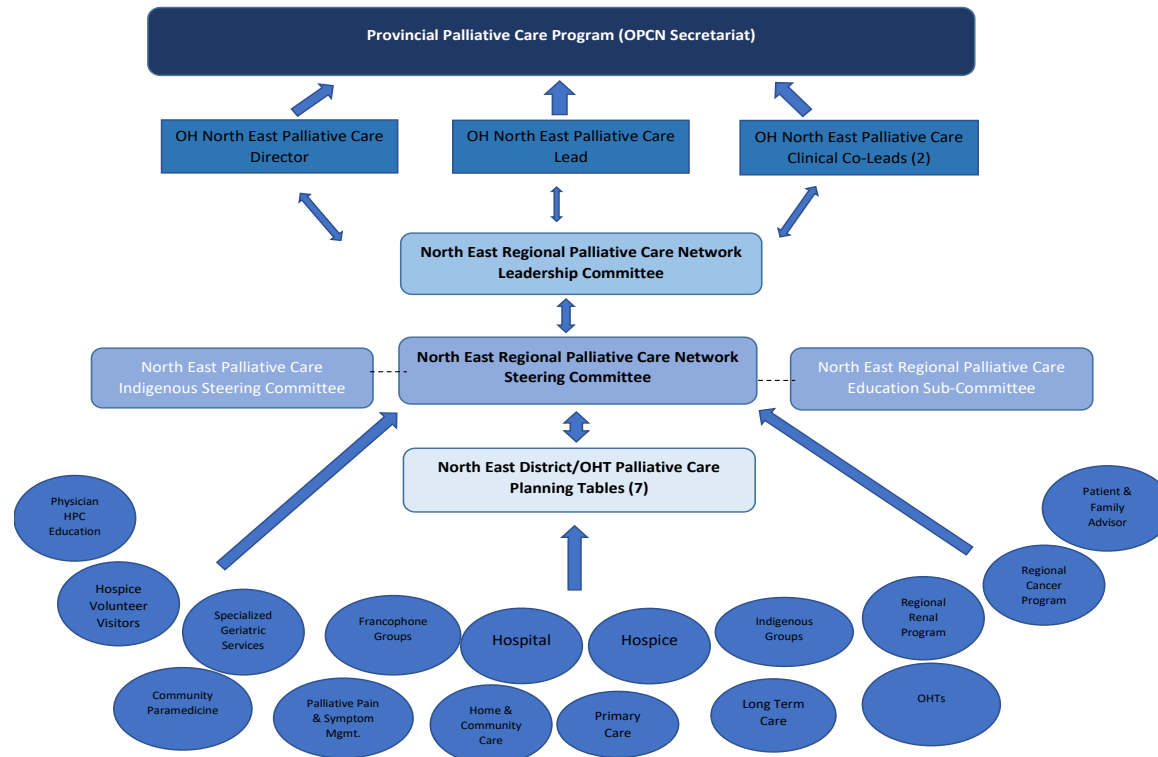 Provincial Palliative Care Program (OPCN Secretariat)
OH North East Palliative Care
Director
OH North East Palliative Care
Lead
OH North East Palliative Care
Clinical Co-Leads (2)
North East Regional Palliative Care Network
Leadership Committee
North East Palliative Care
Indigenous Steering Committee
North East Regional Palliative Care Network
Steering Committee
North East Regional Palliative Care
Education Sub-Committee
North East District/OHT Palliative Care
Planning Tables (7)
Physician
HPC
Education
Patient &
Family
Advisor
Hospice
Volunteer
Visitors
Specialized
Geriatric
Services
Francophone
Groups
Hospital
Hospice
Indigenous
Groups
Regional
Renal
Program
Regional
Cancer
Program
Community
Paramedicine
Palliative Pain
& Symptom
Mgmt.
Home &
Community
Care
Primary
Care
Long Term
Care
OHTs